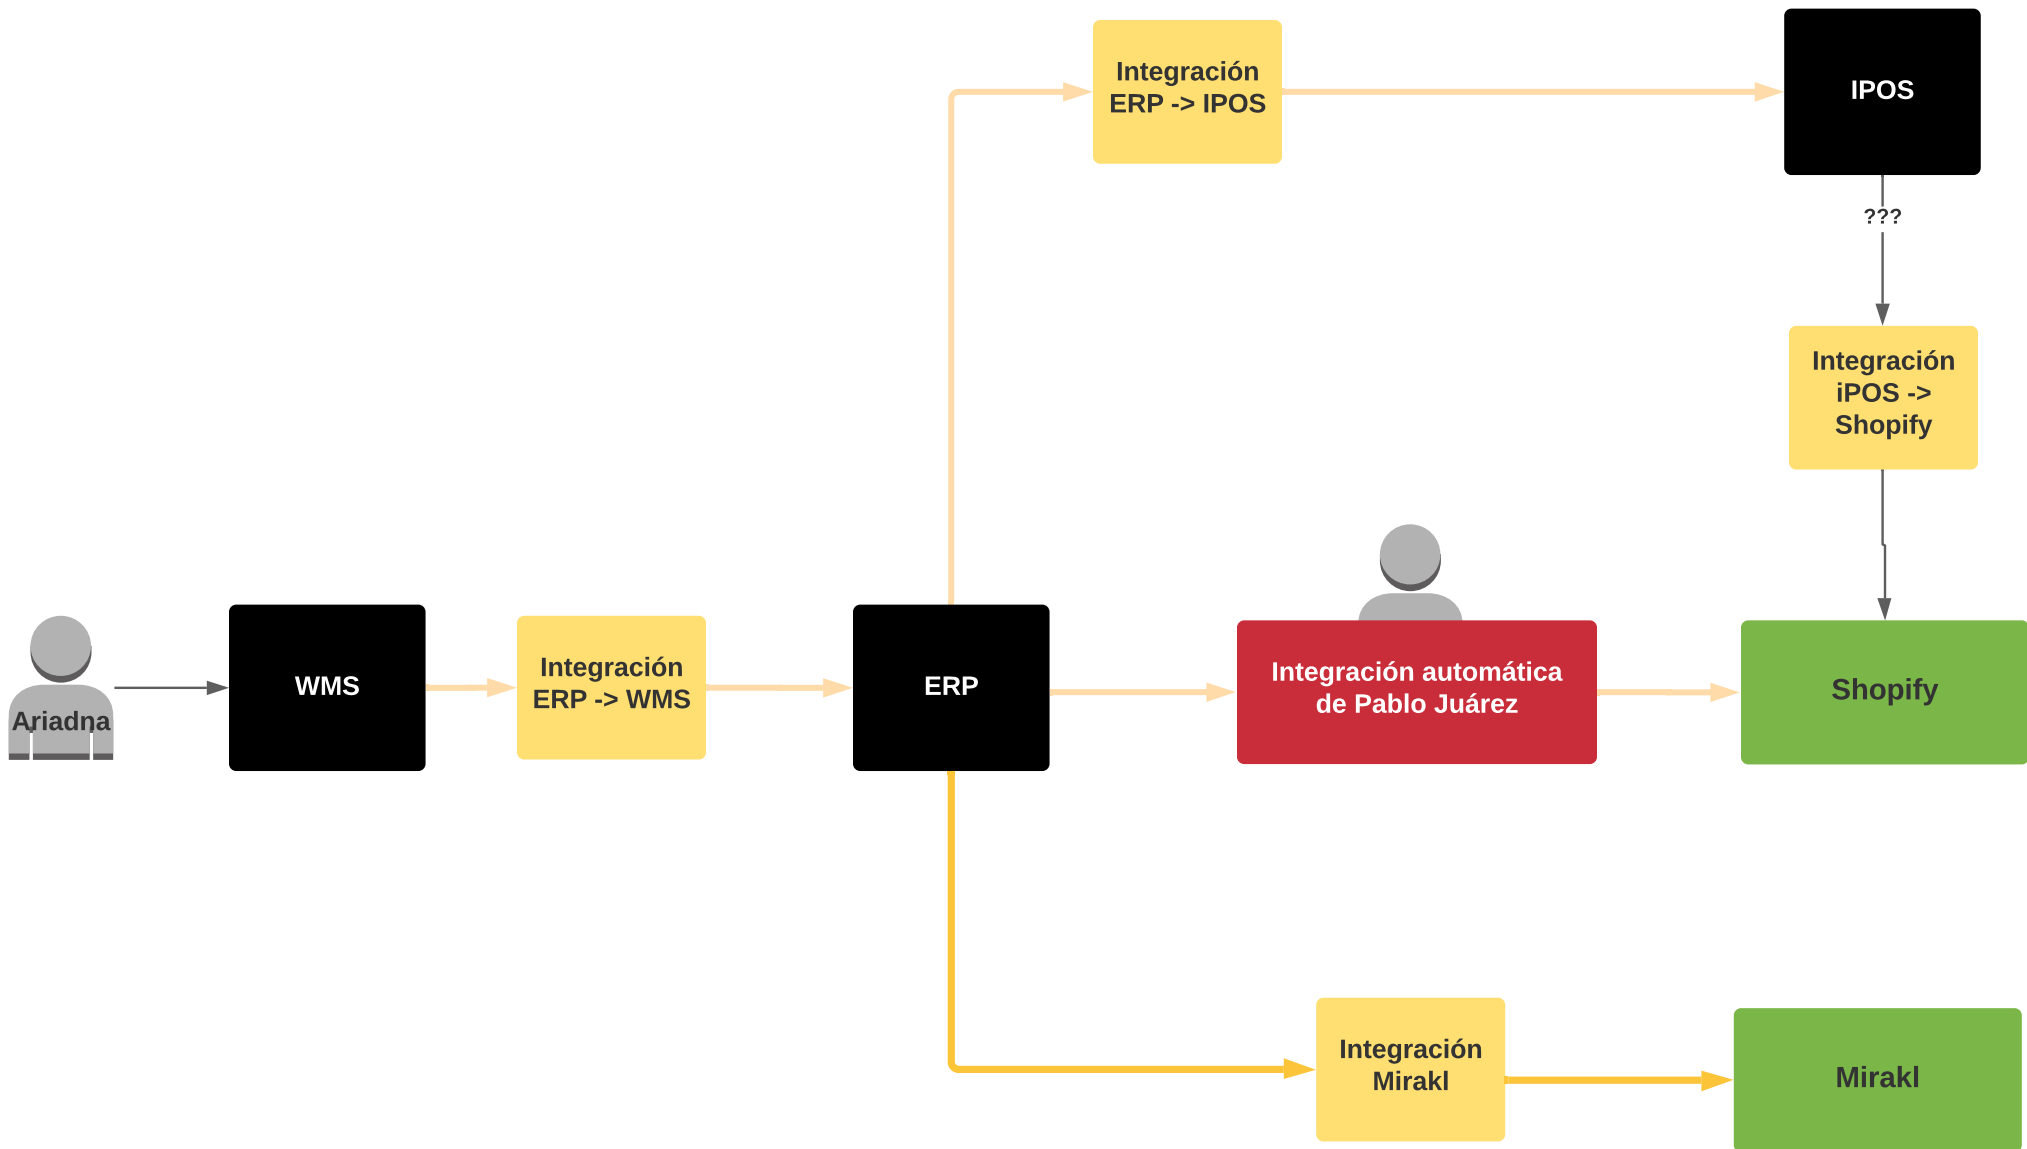 Integración
ERP -> IPOS
IPOS
???
Integración
iPOS ->
Shopify
Ariadna
WMS
Integración
ERP -> WMS
ERP
Integración automática
de Pablo Juárez
Shopify
Integración
Mirakl
Mirakl